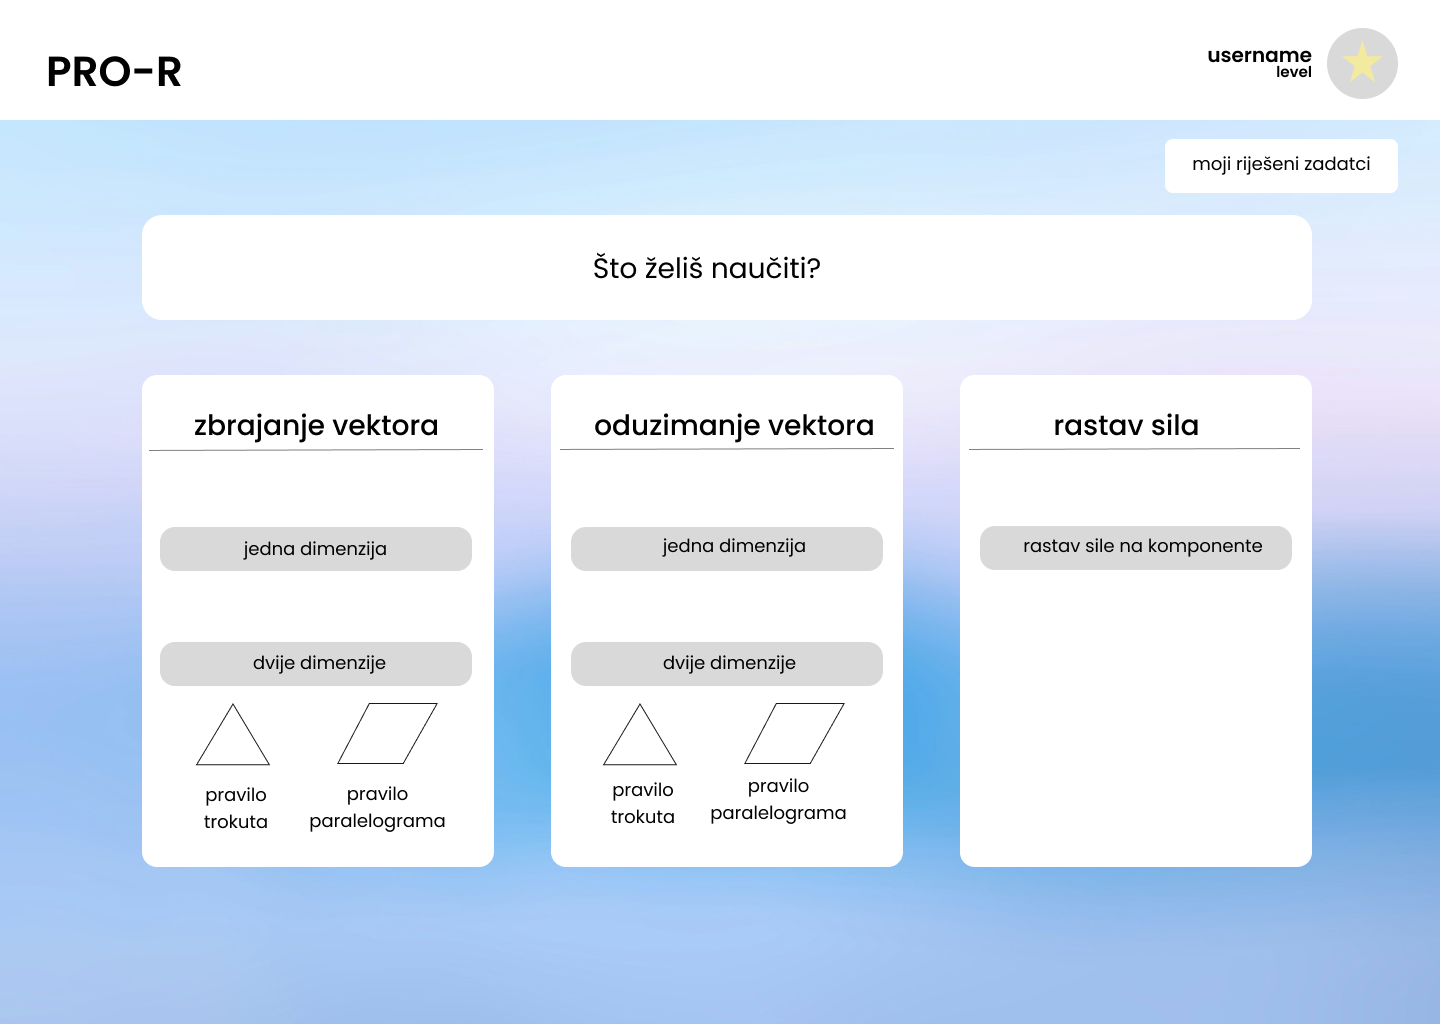 PRO-R
username
level
moji riješeni zadatci
Što želiš naučiti?
zbrajanje vektora
jedna dimenzija
dvije dimenzije
pravilo
trokuta
pravilo
paralelograma
oduzimanje vektora
jedna dimenzija
dvije dimenzije
pravilo
trokuta
pravilo
paralelograma
rastav sila
rastav sile na komponente